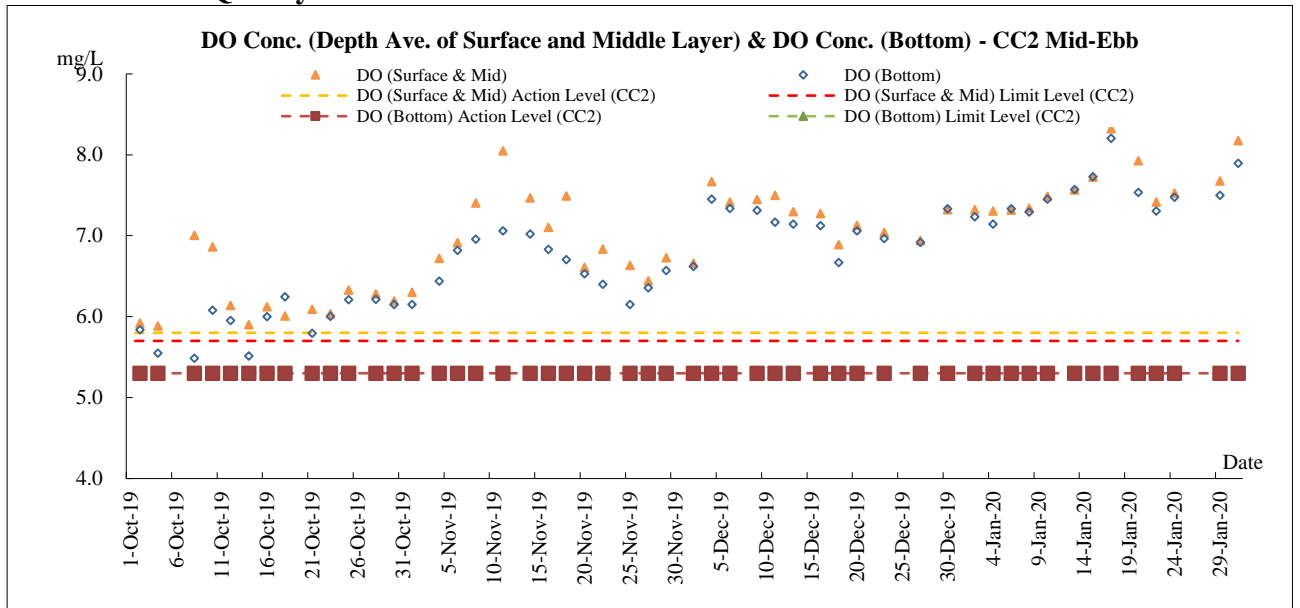 DO Conc. (Depth Ave. of Surface and Middle Layer) & DO Conc. (Bottom) - CC2 Mid-Ebb
mg/L
DO (Surface & Mid)
DO (Bottom)
DO (Surface & Mid) Action Level (CC2)
DO (Surface & Mid) Limit Level (CC2)
DO (Bottom) Action Level (CC2)
DO (Bottom) Limit Level (CC2)
9.0
8.0
7.0
6.0
5.0
4.0
Date
1-Oct-19
6-Oct-19
11-Oct-19
16-Oct-19
21-Oct-19
26-Oct-19
31-Oct-19
5-Nov-19
10-Nov-19
15-Nov-19
20-Nov-19
25-Nov-19
30-Nov-19
5-Dec-19
10-Dec-19
15-Dec-19
20-Dec-19
25-Dec-19
30-Dec-19
4-Jan-20
9-Jan-20
14-Jan-20
19-Jan-20
24-Jan-20
29-Jan-20